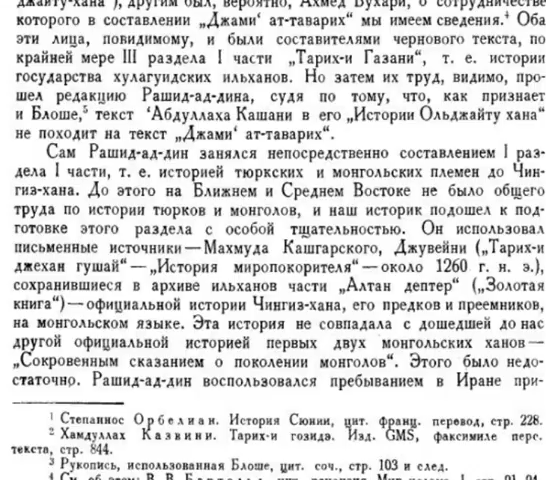 джайту-хана"), другим был, вероятно, Ахмед Бухари, о сотрудничестве
которого в составлении „Джами‘ ат-таварих“ мы имеем сведения.⁴ Оба
эти лица, повидимому, и были составителями чернового текста, по
крайней мере III раздела I части „Тарих-и Газани“, т. е. истории
государства хулагуидских ильханов. Но затем их труд, видимо, про-
шел редакцию Рашид-ад-дина, судя по тому, что, как признает
и Блоше,⁵ текст ‘Абдуллаха Кашани в его „Истории Ольджайту хана“
не походит на текст „Джами‘ ат-таварих“.
Сам Рашид-ад-дин занялся непосредственно составлением I раз-
дела I части, т. е. историей тюркских и монгольских племен до Чин-
гиз-хана. До этого на Ближнем и Среднем Востоке не было общего
труда по истории тюрков и монголов, и наш историк подошел к под-
готовке этого раздела с особой тщательностью. Он использовал
письменные источники — Махмуда Кашгарского, Джувейни („Тарих-и
джехан гушай“ — „История миропокорителя“ — около 1260 г. н. э.),
сохранившиеся в архиве ильханов части „Алтан дептер“ („Золотая
книга“) — официальной истории Чингиз-хана, его предков и преемников,
на монгольском языке. Эта история не совпадала с дошедшей до нас
другой официальной историей первых двух монгольских ханов —
„Сокровенным сказанием о поколении монголов“. Этого было недо-
статочно. Рашид-ад-дин воспользовался пребыванием в Иране при-
¹ Степаннос Орбелиан. История Сюнии, цит. франц. перевод, стр. 228.
² Хамдуллах Казвини. Тарих-и гозидэ. Изд. GMS, факсимиле перс.
текста, стр. 844.
³ Рукопись, использованная Блоше, цит. соч., стр. 103 и след.
⁴ См. об этом: В. В.